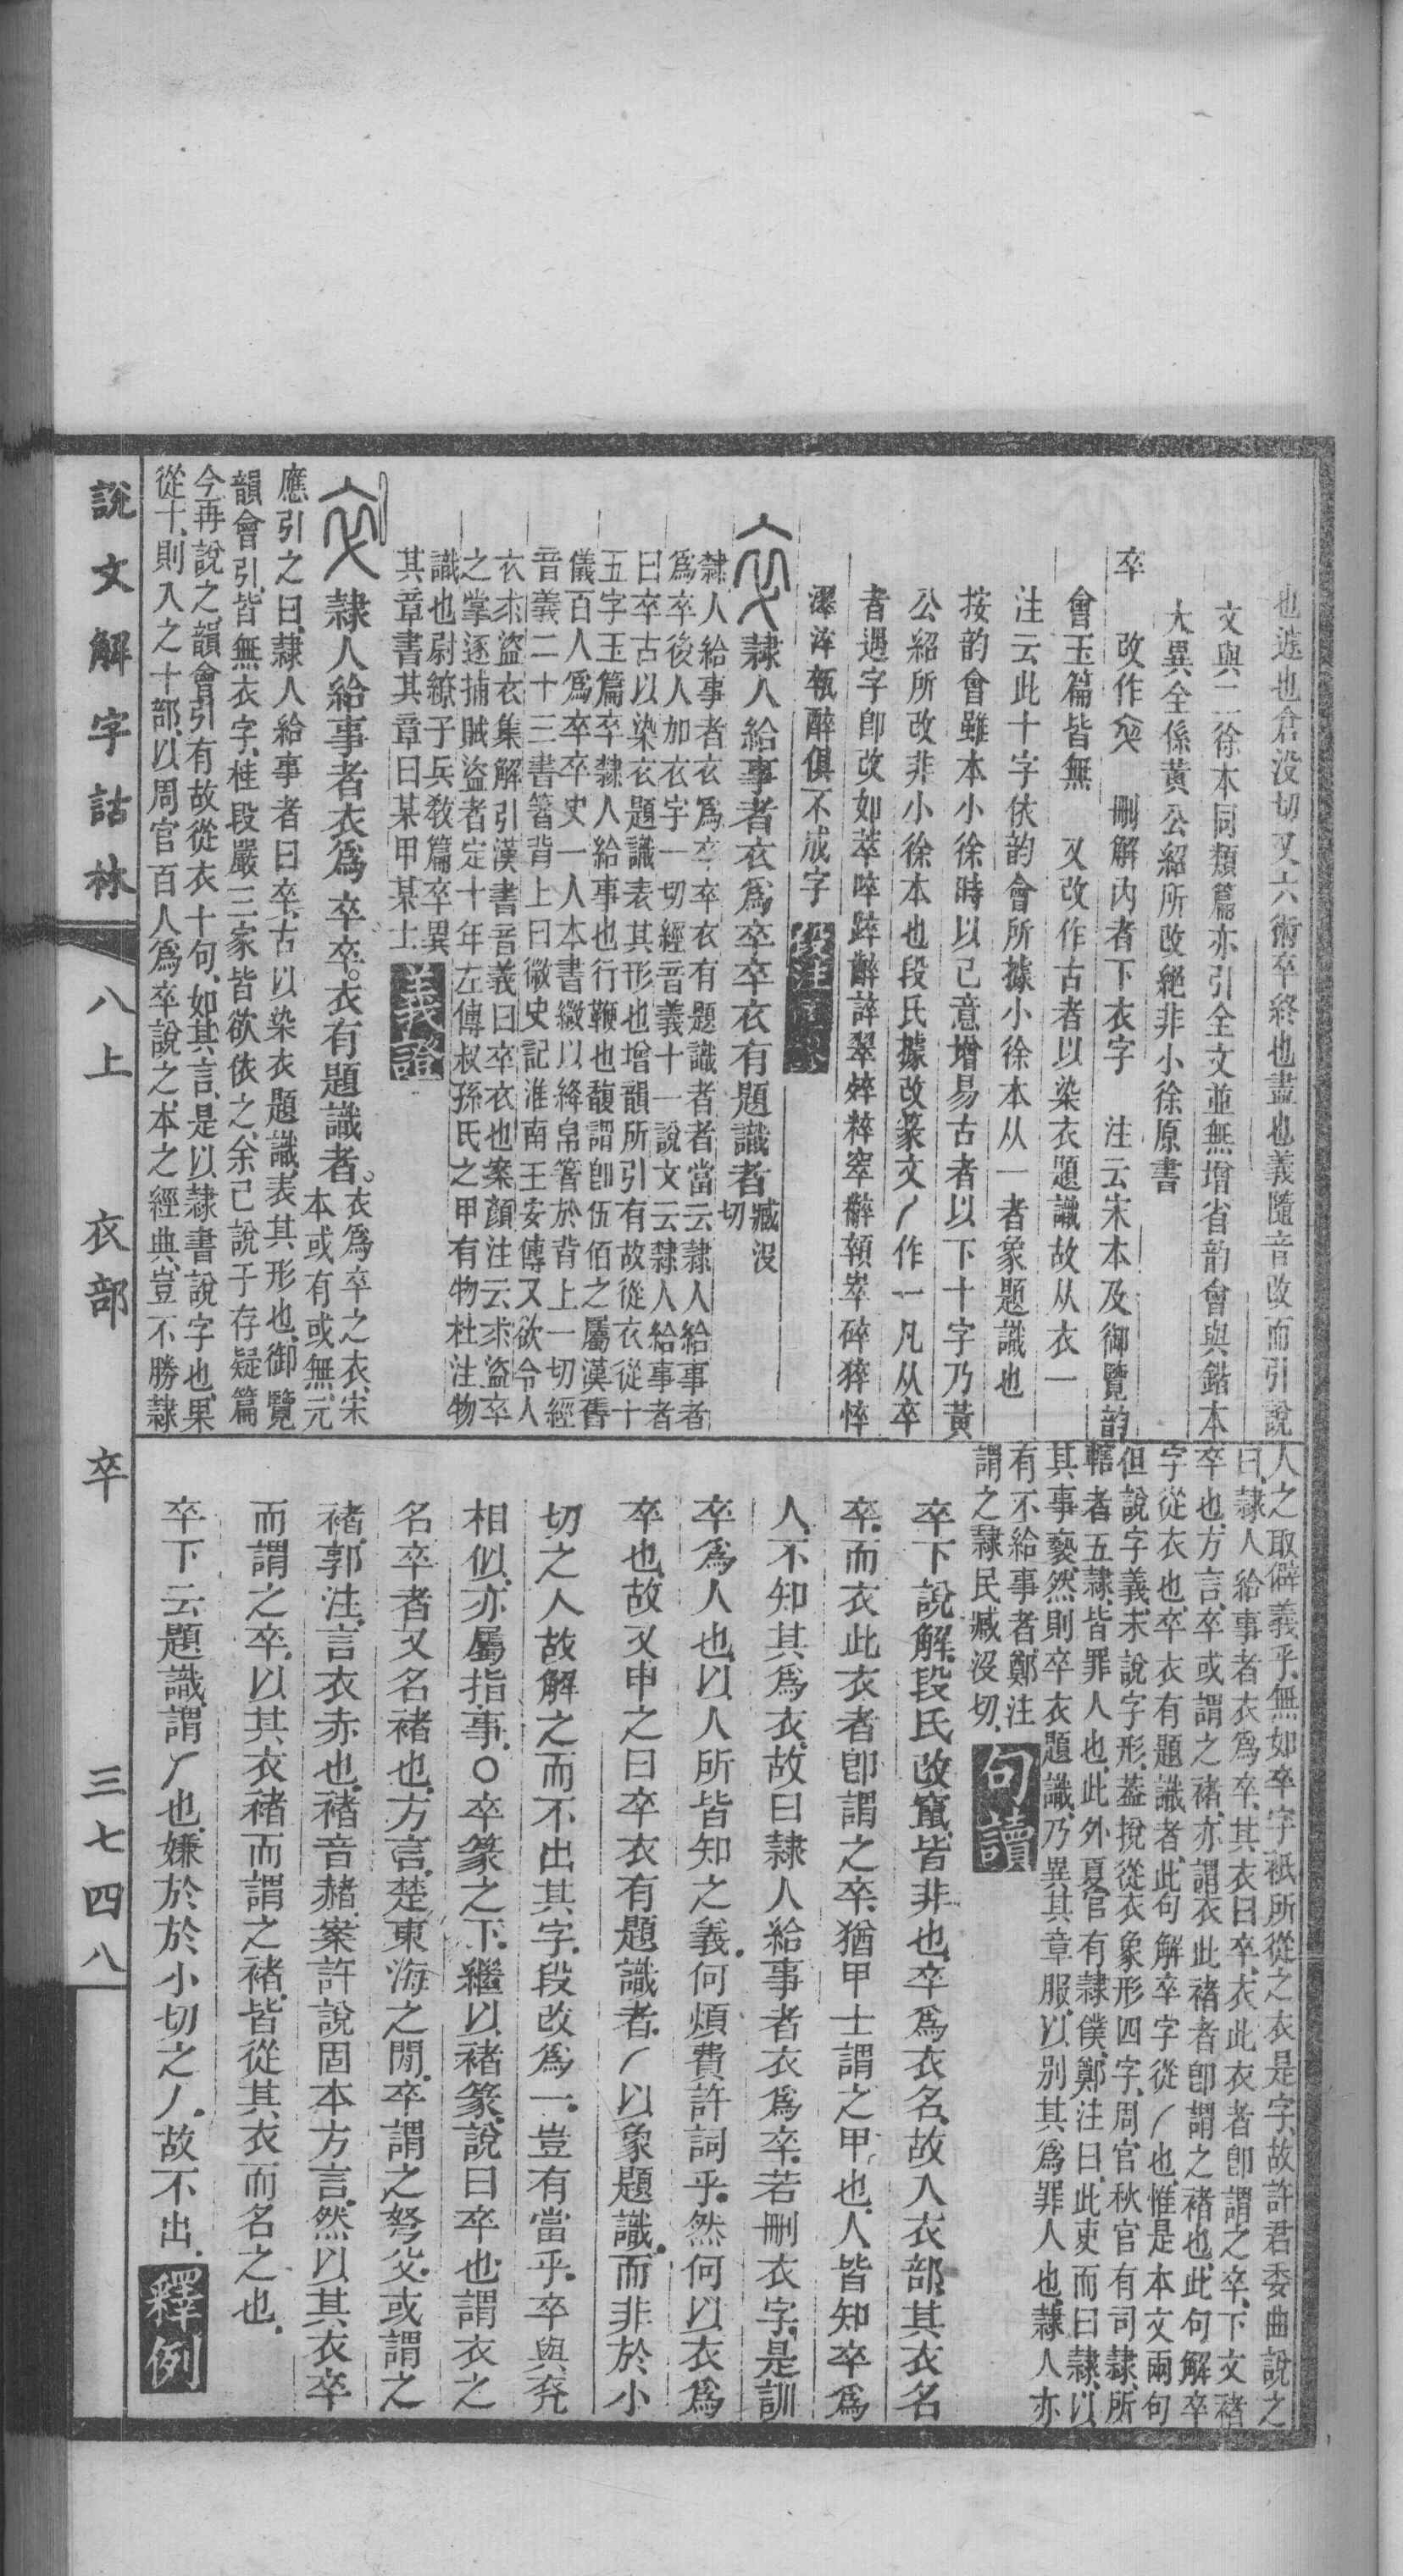 也造也倉没切又六術卒終也盡也義隨音改而引說
文與二徐本同類篇亦引全文並無增省韵會與鍇本
大異全係黃公紹所改絕非小徐原書
卒　改作　刪解內者下衣字　注云宋本及御覽韵
會玉篇皆無　又改作古者以染衣題識故从衣一
注云此十字依韵會所據小徐本从一者象題識也
按韵會雖本小徐時以己意增易古者以下十字乃黃
公紹所改非小徐本也段氏據改篆文丿作一凡从卒
者遇字卽改如萃啐踤誶翠粹窣顇崒碎猝悴
淬醉俱不成字　段注
隸人給事者衣爲卒卒衣有題識者臧没
切
隸人給事者衣爲卒卒衣有題識者者當云隸人給事者
爲卒後人加衣字一切經音義十一說文云隸人給事者
曰卒古以染衣題識表其形也增韻所引有故從衣從十
五字玉篇卒隸人給事也行鞭也馥謂卽伍佰之屬漢舊
儀百人爲卒卒史一人本書徽以絳帛箸於背上一切經
音義二十三書箸背上曰徽史記淮南王安傳又欲令人
衣求盜衣集解引漢書音義曰卒衣也案顏注云求盜卒
之掌逐捕賊盜者定十年左傳叔孫氏之甲有物杜注物
識也尉繚子兵敎篇卒異
其章書其章曰某甲某士　義證
隸人給事者衣爲卒卒。衣有題識者。衣爲卒之衣、宋
本或有或無、元
應引之曰、隸人給事者曰卒、古以染衣題識、表其形也、御覽
韻會引、皆無衣字、桂段嚴三家皆欲依之、余已說于存疑篇
今再說之、韻會引有故從衣十句、如其言、是以隸書說字也、果
從十、則入之十部、以周官百人爲卒說之、本之經典、豈不勝隸
人之取僻義乎、無如卒字、衹所從之衣是字、故許君委曲說之
曰、隸人給事者衣爲卒、其衣曰卒、衣此衣者卽謂之卒、下文褚
卒也、方言、卒或謂之褚、亦謂衣此褚者卽謂之褚也、此句解卒
字從衣也、卒衣有題識者、此句解卒字從丿也、惟是本文兩句
但說字義、未說字形、蓋挩從衣象形四字、周官秋官有司隸、所
轄者五隸、皆罪人也、此外夏官有隸僕、鄭注曰、此吏而曰隸、以
其事褻、然則卒衣題識、乃異其章服、以別其爲罪人也、隸人亦
有不給事者、鄭注
謂之隸民、臧没切、　句讀
卒下說解、段氏改竄、皆非也、卒爲衣名、故入衣部、其衣名
卒、而衣此衣者卽謂之卒、猶甲士謂之甲也、人皆知卒爲
人、不知其爲衣、故曰隸人給事者衣爲卒、若刪衣字、是訓
卒爲人也、以人所皆知之義、何煩費許詞乎、然何以衣爲
卒也、故又申之曰卒衣有題識者、丿以象題識、而非於小
切之人、故解之而不出其字、段改爲一、豈有當乎、卒與
相似、亦屬指事、〇卒篆之下、繼以褚篆、說曰卒也、謂衣之
名卒者、又名褚也、方言、楚東海之閒、卒謂之弩父、或謂之
褚、郭注、言衣赤也、褚音赭、案許說固本方言、然以其衣卒
而謂之卒、以其衣褚而謂之褚、皆從其衣而名之也、
卒下云題識、謂丿也、嫌於於小切之丿、故不出、　釋例
說文解字詁林　八上　衣部　卒　三七四八